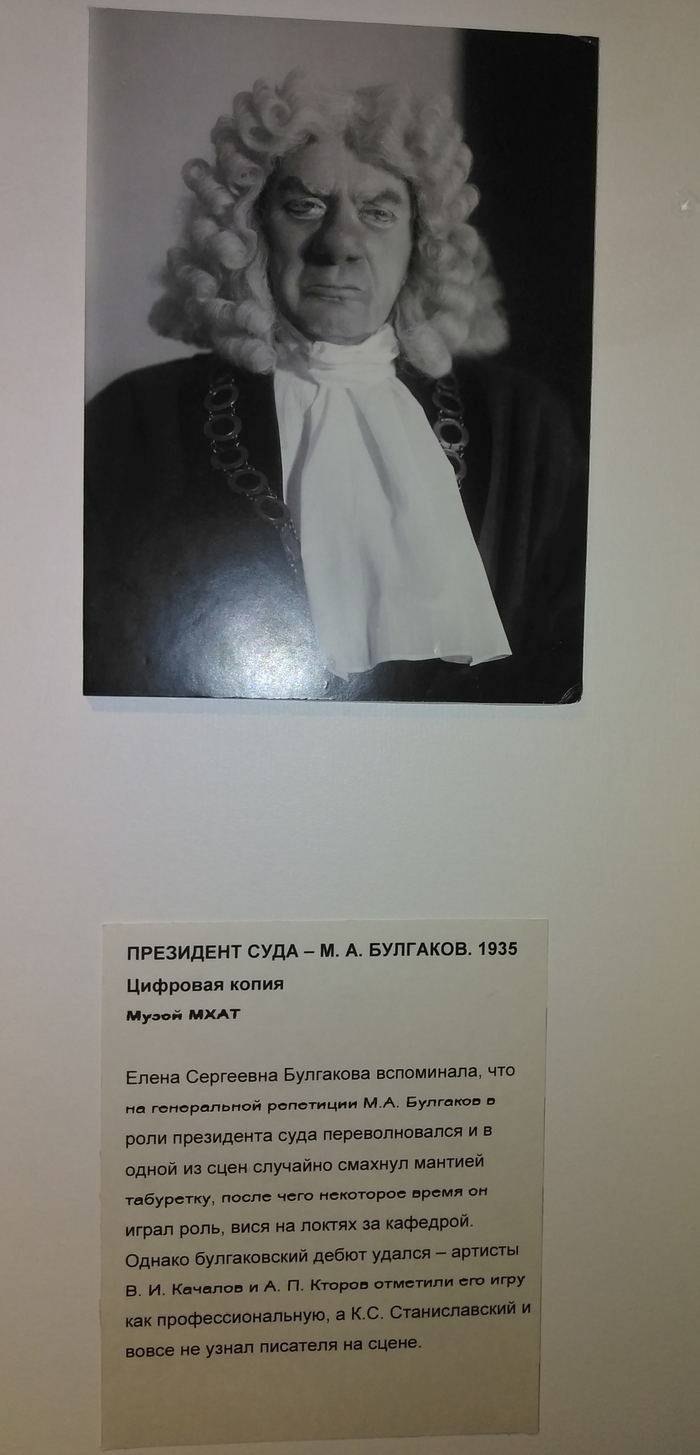 ПРЕЗИДЕНТ СУДА – М. А. БУЛГАКОВ. 1935
Цифровая копия
Музей МХАТ
Елена Сергеевна Булгакова вспоминала, что
на генеральной репетиции М.А. Булгаков в
роли президента суда переволновался и в
одной из сцен случайно смахнул мантией
табуретку, после чего некоторое время он
играл роль, вися на локтях за кафедрой.
Однако булгаковский дебют удался – артисты
В. И. Качалов и А. П. Кторов отметили его игру
как профессиональную, а К.С. Станиславский и
вовсе не узнал писателя на сцене.